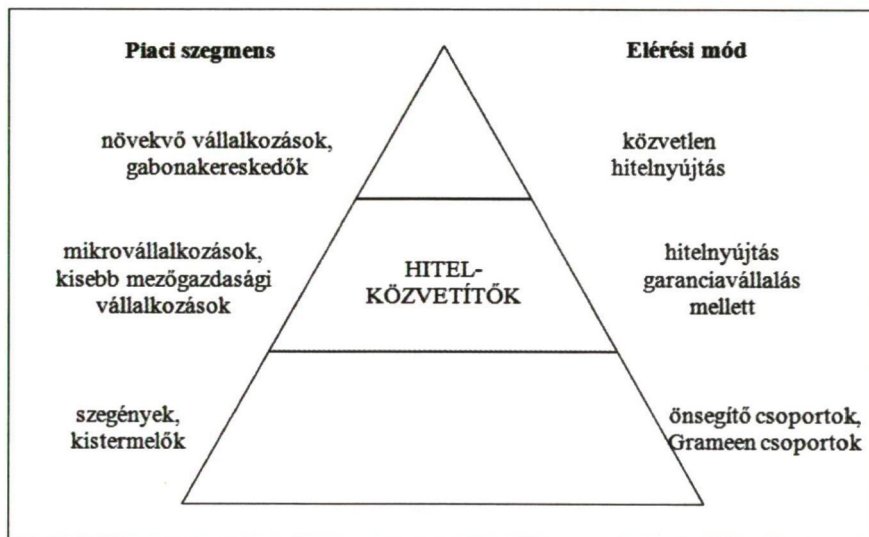 Piaci szegmens
Elérési mód
növekvő vállalkozások,
gabonakereskedők
közvetlen
hitelnyújtás
mikrovállalkozások,
kisebb mezőgazdasági
vállalkozások
HITEL-
KÖZVETÍTŐK
hitelnyújtás
garanciavállalás
mellett
szegények,
kistermelők
önsegítő csoportok,
Grameen csoportok